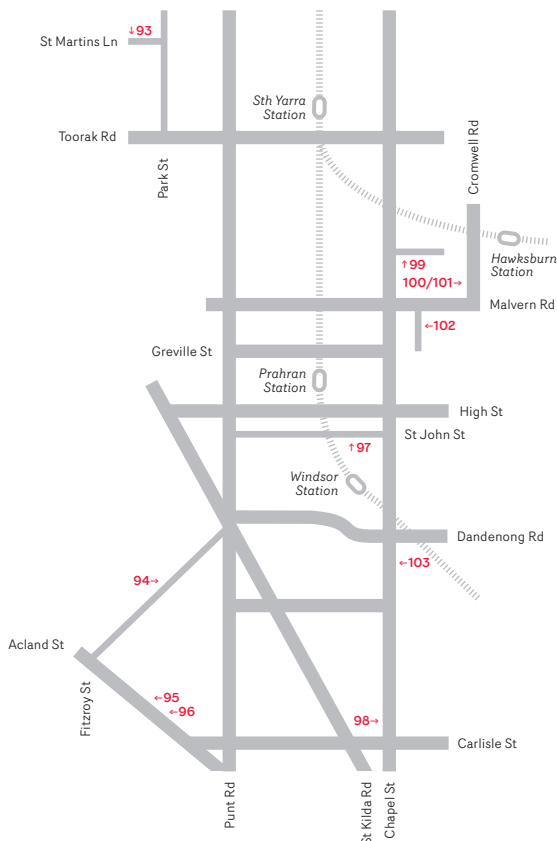 ↓93
St Martins Ln
Sth Yarra
Station
Toorak Rd
Park St
Cromwell Rd
Hawksburn
Station
↑99
100/101→
Malvern Rd
←102
Greville St
Prahran
Station
High St
St John St
↑97
Windsor
Station
Dandenong Rd
←103
94→
Acland St
Fitzroy St
←95
←96
98→
Carlisle St
Punt Rd
St Kilda Rd
Chapel St